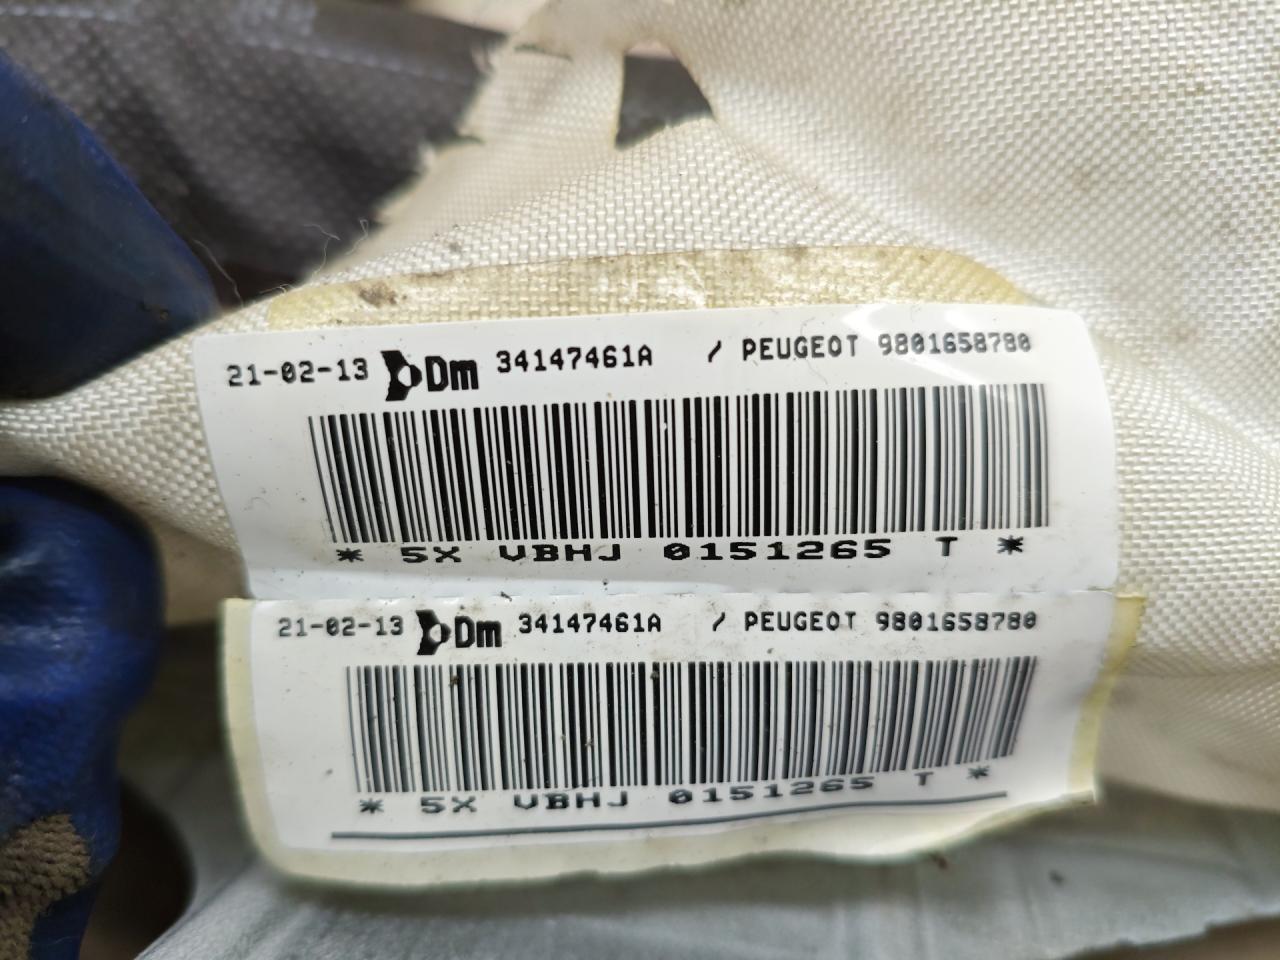 21-02-13 Dm 34147461A / PEUGEOT 9801658780
* 5X VBHJ 0151265 T *
21-02-13 Dm 34147461A / PEUGEOT 9801658780
* 5X VBHJ 0151265 T *